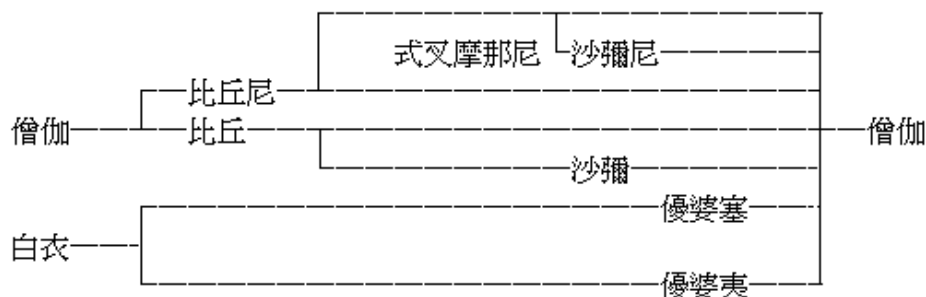 式叉摩那尼 沙彌尼
比丘尼
僧伽 比丘 僧伽
沙彌
優婆塞
白衣
優婆夷